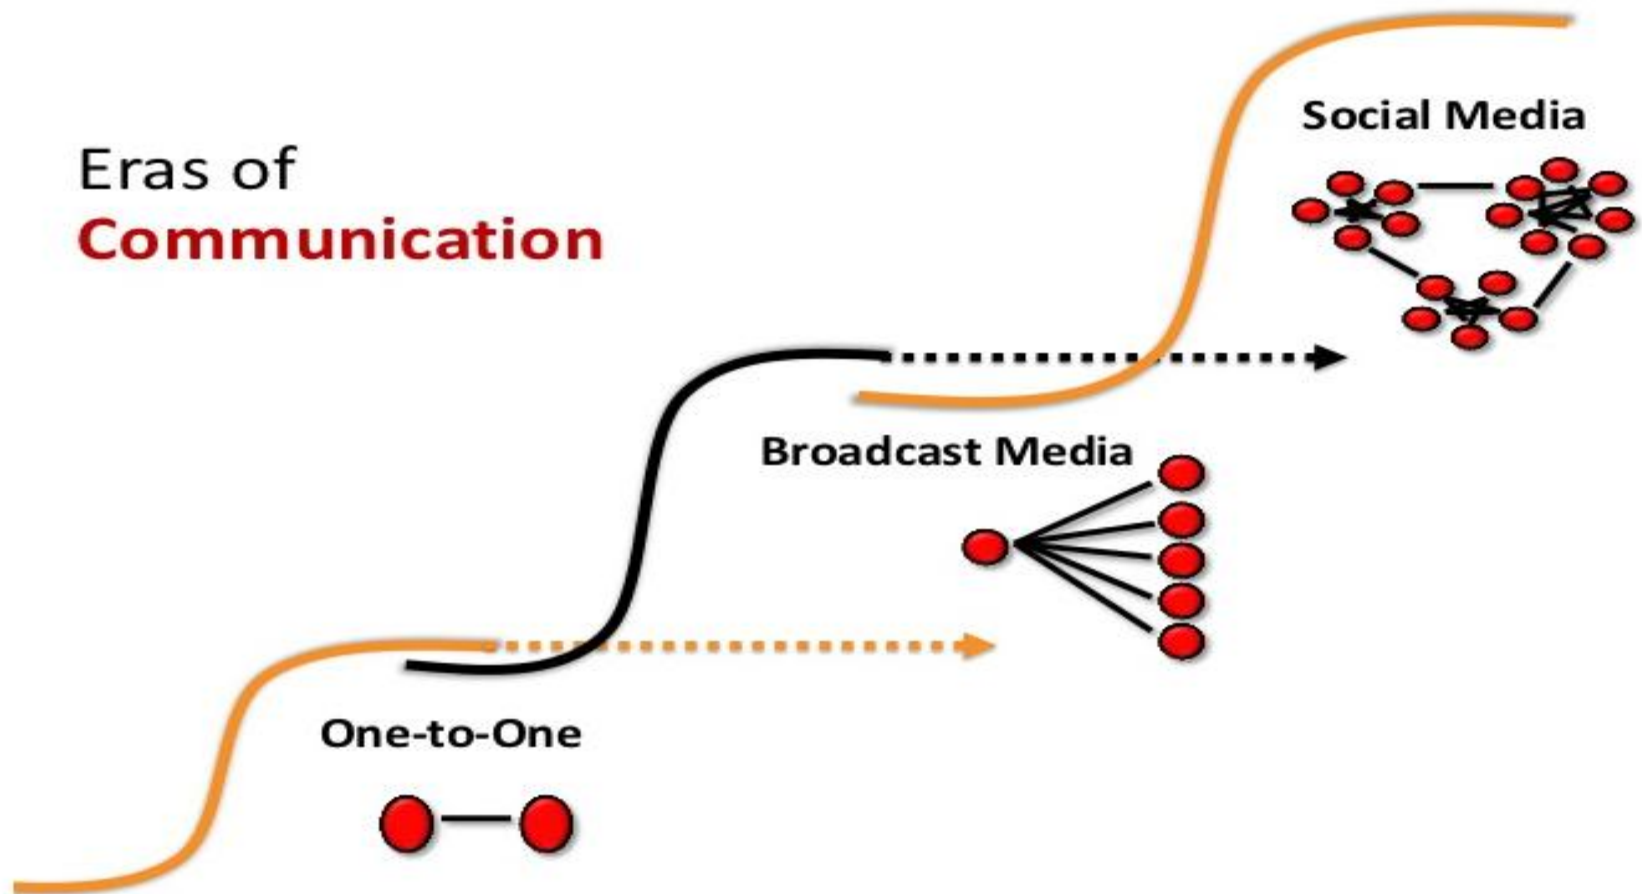 Eras of
Communication
Social Media
Broadcast Media
One-to-One